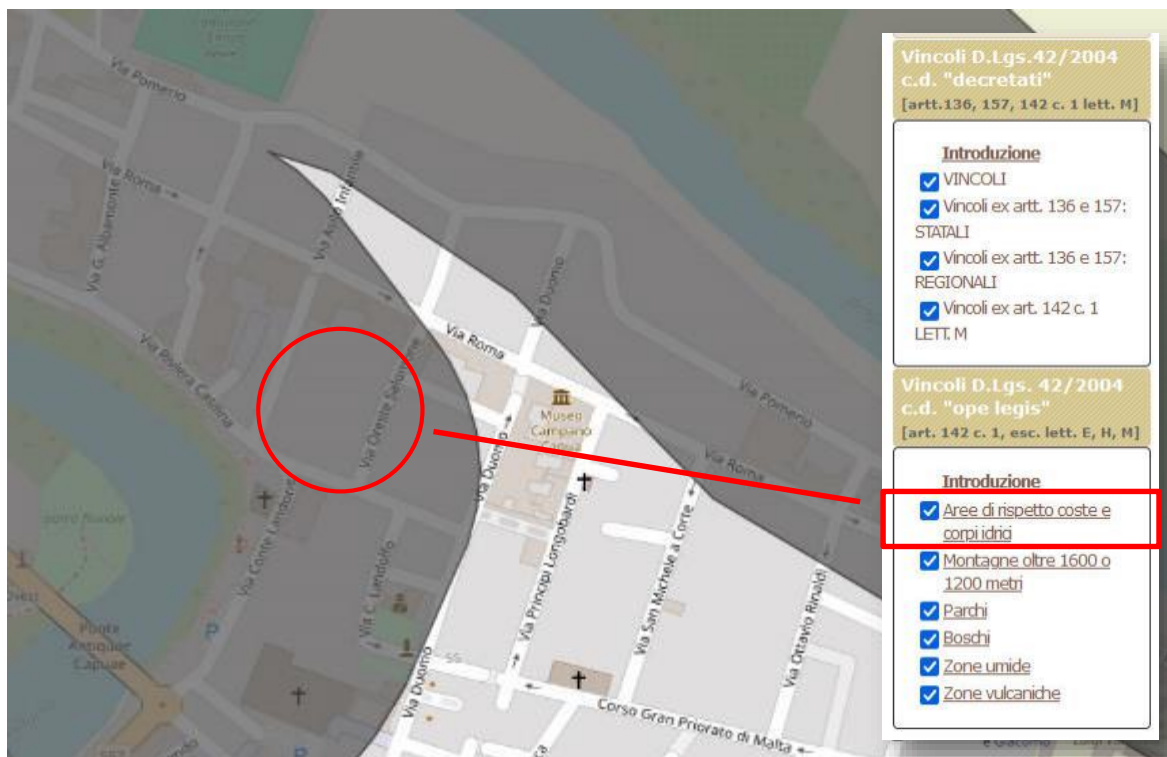 Via Pomerio
Via Roma
Via G. Albamonte
Via Asilo Infantile
Via Duomo
Via Roma
Via Pomerio
Museo
Campano
Via Riviera Casilina
Via Oreste Salomone
Via Duomo
Via Roma
Via Principi Longobardi
Via San Michele a Corte
Via Conte Landone
Via C. Landolfo
Via Ottavio Rinaldi
P
Ponte
Antiquae
Capuae
Via Duomo
Corso Gran Priorato di Malta
P
Vincoli D.Lgs.42/2004
c.d. "decretati"
[artt.136, 157, 142 c. 1 lett. M]
Introduzione
VINCOLI
Vincoli ex artt. 136 e 157:
STATALI
Vincoli ex artt. 136 e 157:
REGIONALI
Vincoli ex art. 142 c. 1
LETT. M
Vincoli D.Lgs. 42/2004
c.d. "ope legis"
[art. 142 c. 1, esc. lett. E, H, M]
Introduzione
Aree di rispetto coste e
corpi idrici
Montagne oltre 1600 o
1200 metri
Parchi
Boschi
Zone umide
Zone vulcaniche